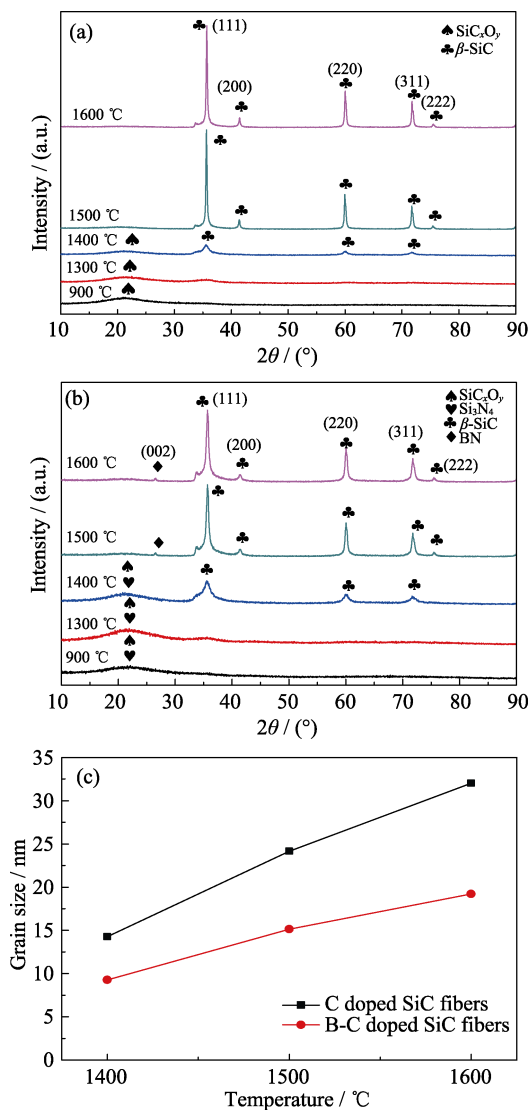 (a)
(111)
♠ SiCxOy
♣ β-SiC
(200)
(220)
(311)
(222)
1600 ℃
1500 ℃
1400 ℃
1300 ℃
900 ℃
Intensity / (a.u.)
10 20 30 40 50 60 70 80 90
2θ / (°)
(b)
(111)
♠ SiCxOy
♥ Si3N4
♣ β-SiC
♦ BN
(002)
(200)
(220)
(311)
(222)
1600 ℃
1500 ℃
1400 ℃
1300 ℃
900 ℃
Intensity / (a.u.)
10 20 30 40 50 60 70 80 90
2θ / (°)
(c)
35
30
25
20
15
10
5
0
Grain size / nm
C doped SiC fibers
B-C doped SiC fibers
1400 1500 1600
Temperature / ℃